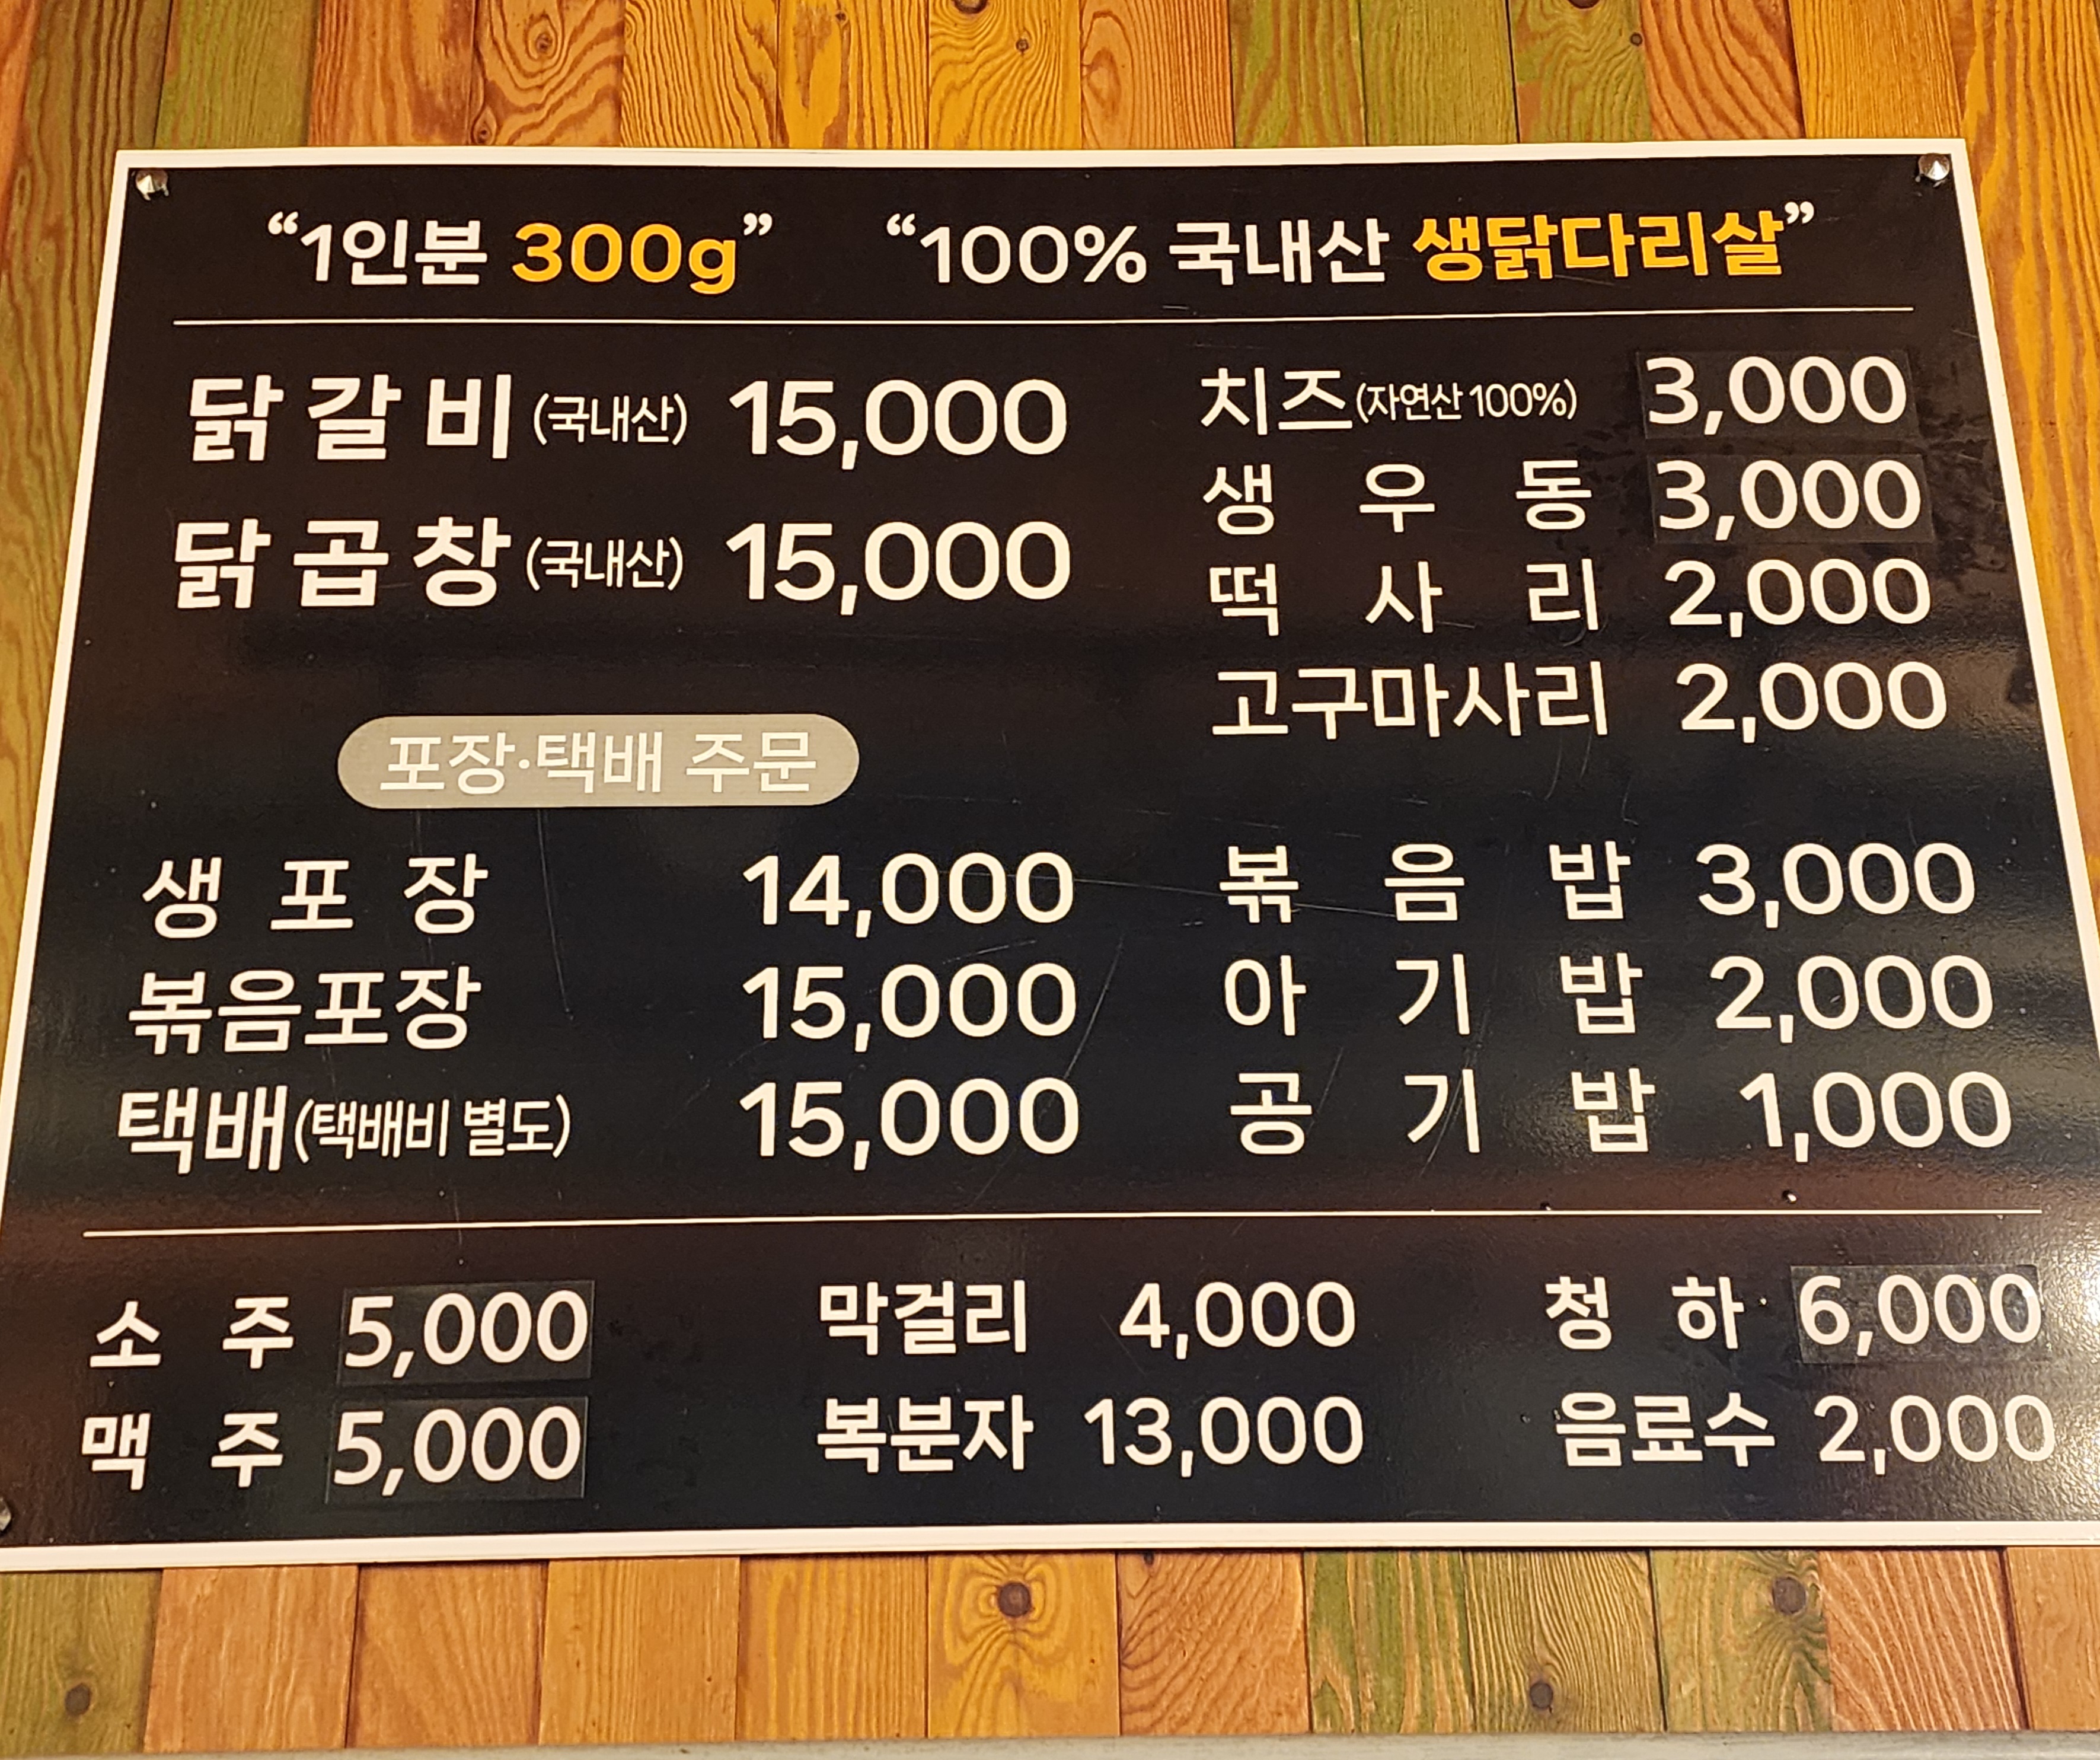 “1인분 300g” “100% 국내산 생닭다리살”
닭갈비(국내산) 15,000
닭곱창(국내산) 15,000
치즈(자연산 100%) 3,000
생우동 3,000
떡사리 2,000
고구마사리 2,000
포장·택배 주문
생포장 14,000
볶음포장 15,000
택배(택배비 별도) 15,000
볶음밥 3,000
아기밥 2,000
공기밥 1,000
소주 5,000 막걸리 4,000 청하 6,000
맥주 5,000 복분자 13,000 음료수 2,000